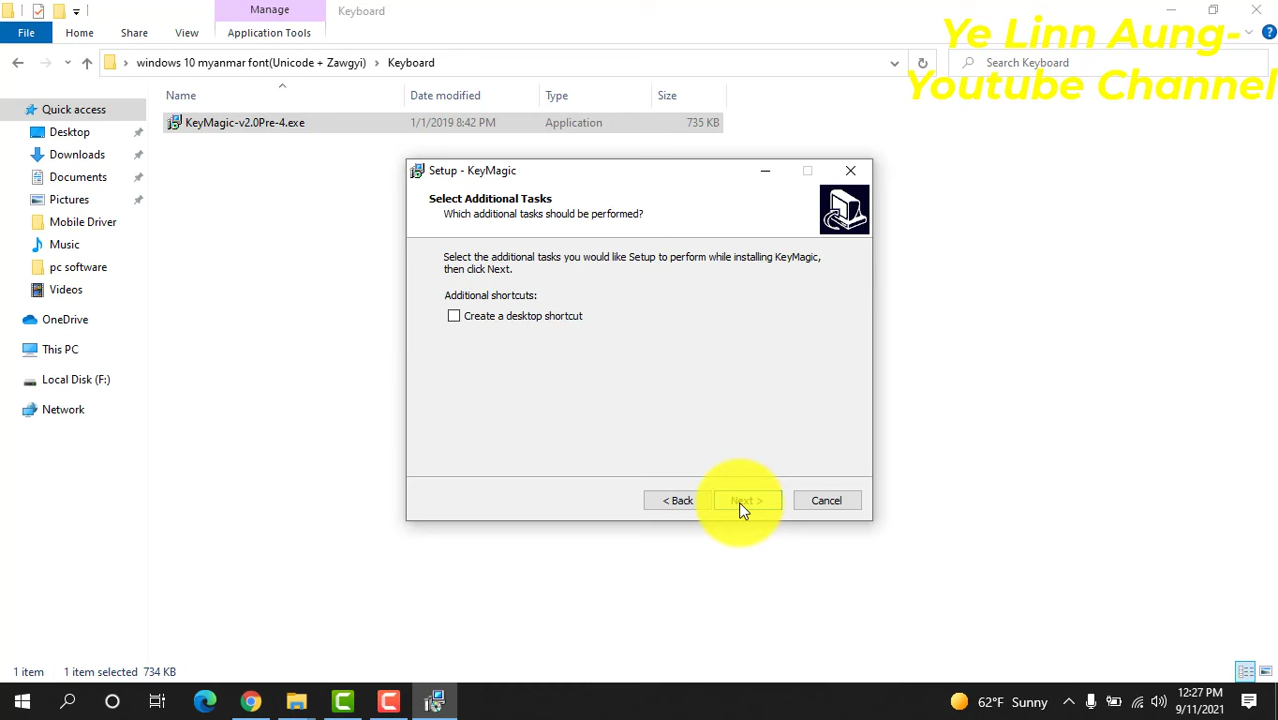 Manage
Keyboard
File
Home
Share
View
Application Tools
Ye Linn Aung-
Youtube Channel
windows 10 myanmar font(Unicode + Zawgyi)
Keyboard
Search Keyboard
Name
Date modified
Type
Size
KeyMagic-v2.0Pre-4.exe
1/1/2019 8:42 PM
Application
735 KB
Quick access
Desktop
Downloads
Documents
Pictures
Mobile Driver
Music
pc software
Videos
OneDrive
This PC
Local Disk (F:)
Network
Setup - KeyMagic
Select Additional Tasks
Which additional tasks should be performed?
Select the additional tasks you would like Setup to perform while installing KeyMagic,
then click Next.
Additional shortcuts:
Create a desktop shortcut
< Back
Next >
Cancel
1 item
1 item selected 734 KB
62°F Sunny
12:27 PM
9/11/2021